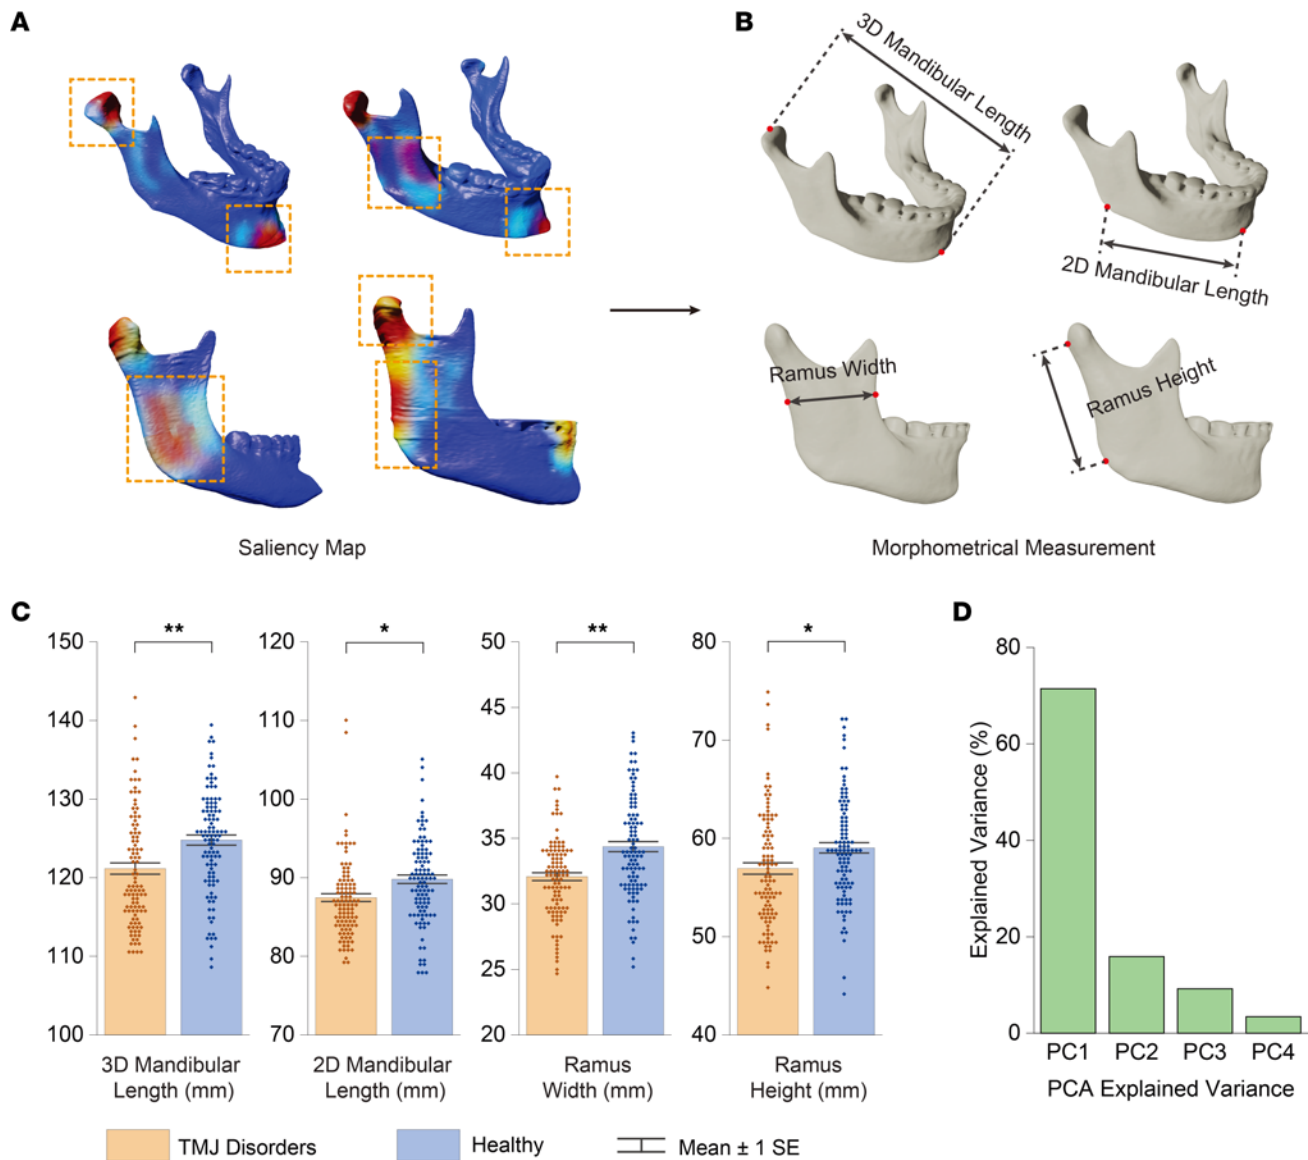 A
B
3D Mandibular Length
2D Mandibular Length
Ramus Width
Ramus Height
Saliency Map
Morphometrical Measurement
C
150
140
130
120
110
100
**
3D Mandibular
Length (mm)
120
110
100
90
80
70
*
2D Mandibular
Length (mm)
50
45
40
35
30
25
20
**
Ramus
Width (mm)
80
70
60
50
40
*
Ramus
Height (mm)
TMJ Disorders
Healthy
Mean ± 1 SE
D
Explained Variance (%)
80
60
40
20
0
PC1 PC2 PC3 PC4
PCA Explained Variance